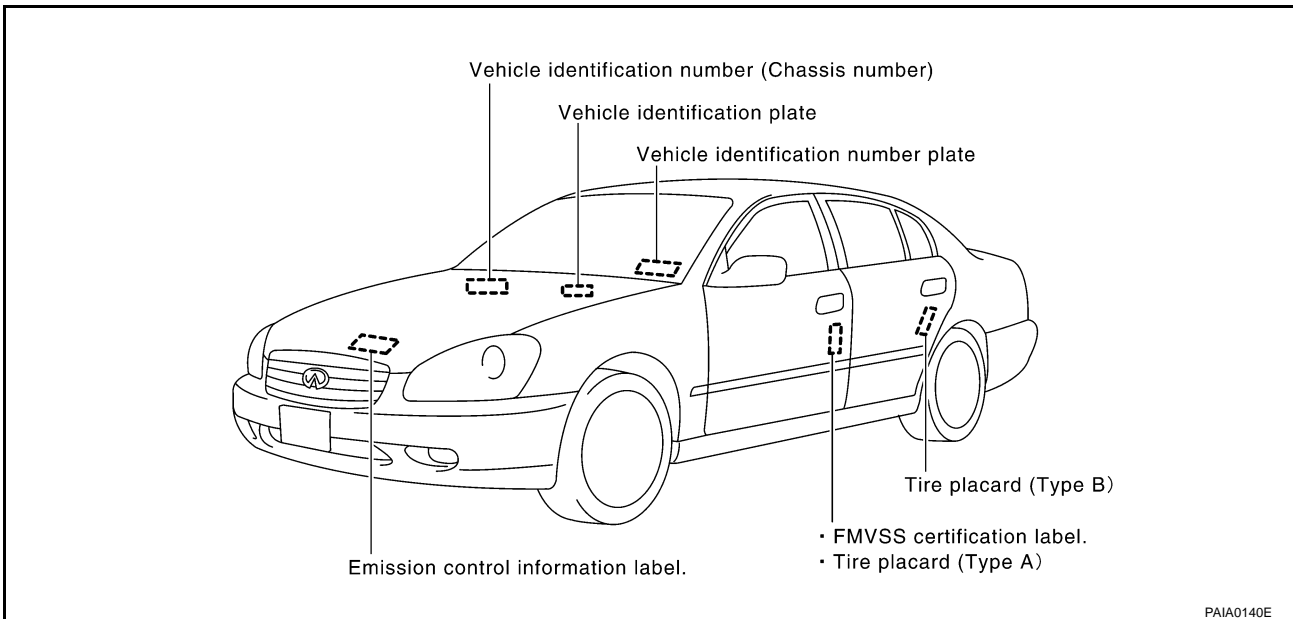 Vehicle identification number (Chassis number)
Vehicle identification plate
Vehicle identification number plate
Tire placard (Type B)
・FMVSS certification label.
・Tire placard (Type A)
Emission control information label.
PAIA0140E